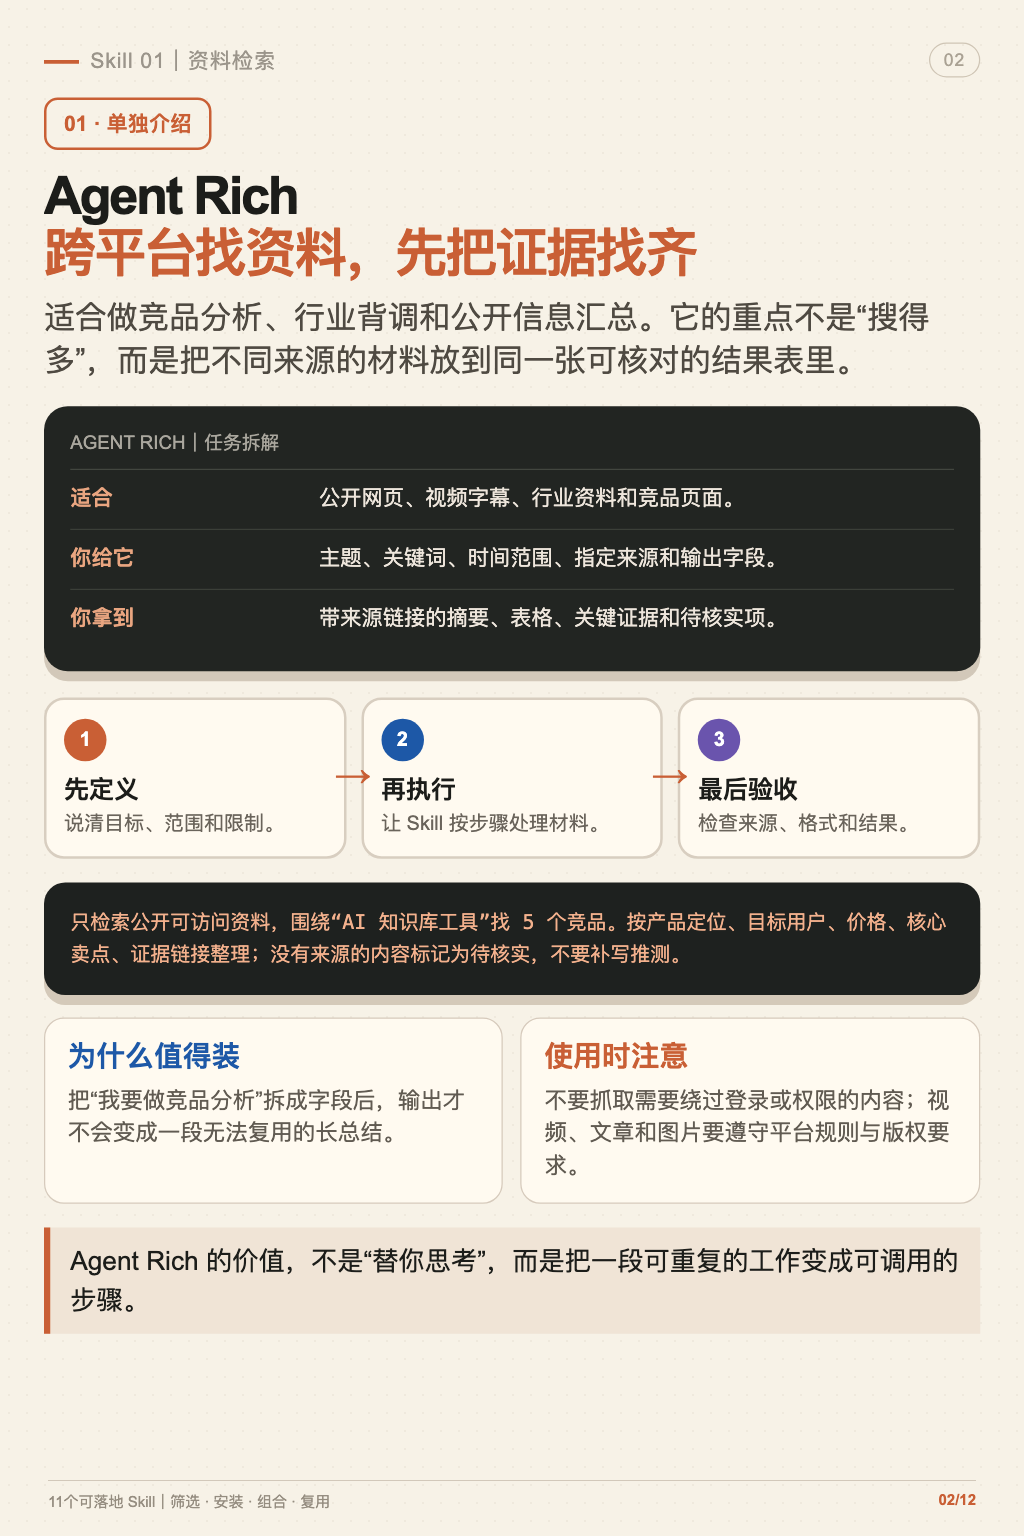 Skill 01｜资料检索
02
01 · 单独介绍
Agent Rich
跨平台找资料，先把证据找齐
适合做竞品分析、行业背调和公开信息汇总。它的重点不是“搜得
多”，而是把不同来源的材料放到同一张可核对的结果表里。
AGENT RICH｜任务拆解
适合 公开网页、视频字幕、行业资料和竞品页面。
你给它 主题、关键词、时间范围、指定来源和输出字段。
你拿到 带来源链接的摘要、表格、关键证据和待核实项。
1
先定义
说清目标、范围和限制。
→
2
再执行
让 Skill 按步骤处理材料。
→
3
最后验收
检查来源、格式和结果。
只检索公开可访问资料，围绕“AI 知识库工具”找 5 个竞品。按产品定位、目标用户、价格、核心
卖点、证据链接整理；没有来源的内容标记为待核实，不要补写推测。
为什么值得装
把“我要做竞品分析”拆成字段后，输出才
不会变成一段无法复用的长总结。
使用时注意
不要抓取需要绕过登录或权限的内容；视
频、文章和图片要遵守平台规则与版权要
求。
Agent Rich 的价值，不是“替你思考”，而是把一段可重复的工作变成可调用的
步骤。
11个可落地 Skill｜筛选 · 安装 · 组合 · 复用
02/12